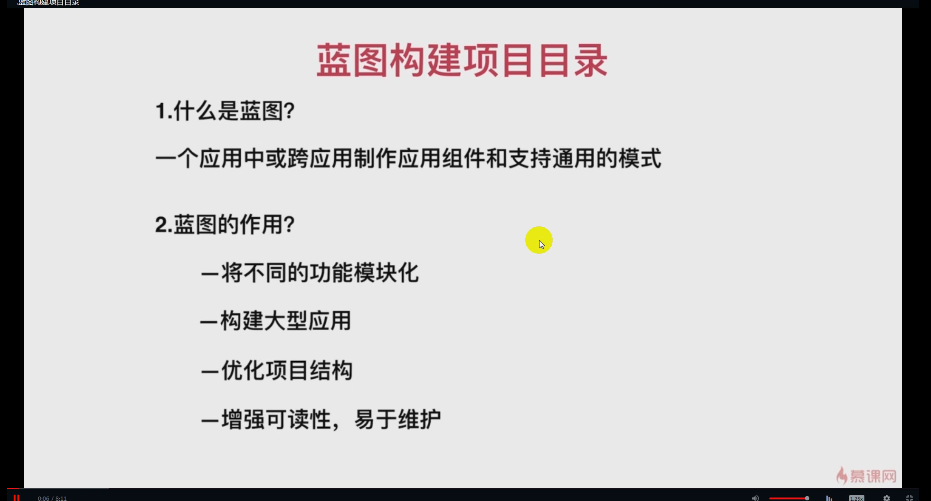 蓝图构建项目目录
蓝图构建项目目录
1.什么是蓝图?
一个应用中或跨应用制作应用组件和支持通用的模式
2.蓝图的作用?
—将不同的功能模块化
—构建大型应用
—优化项目结构
—增强可读性，易于维护
慕课网